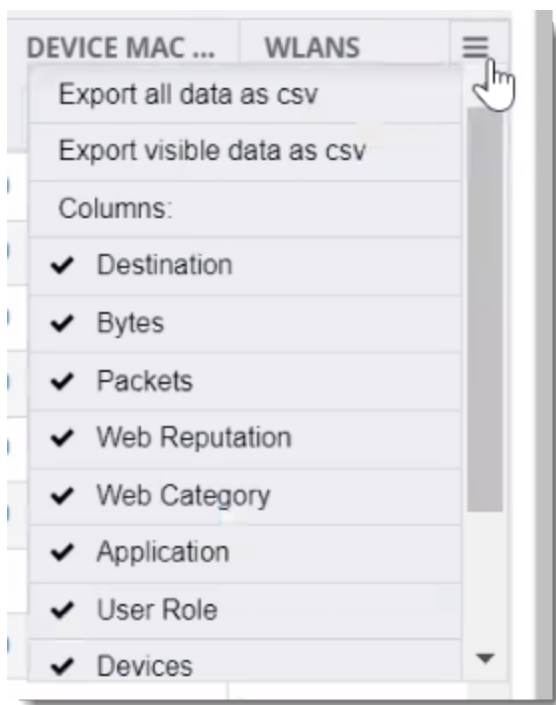 DEVICE MAC ... WLANS
Export all data as csv
Export visible data as csv
Columns:
Destination
Bytes
Packets
Web Reputation
Web Category
Application
User Role
Devices